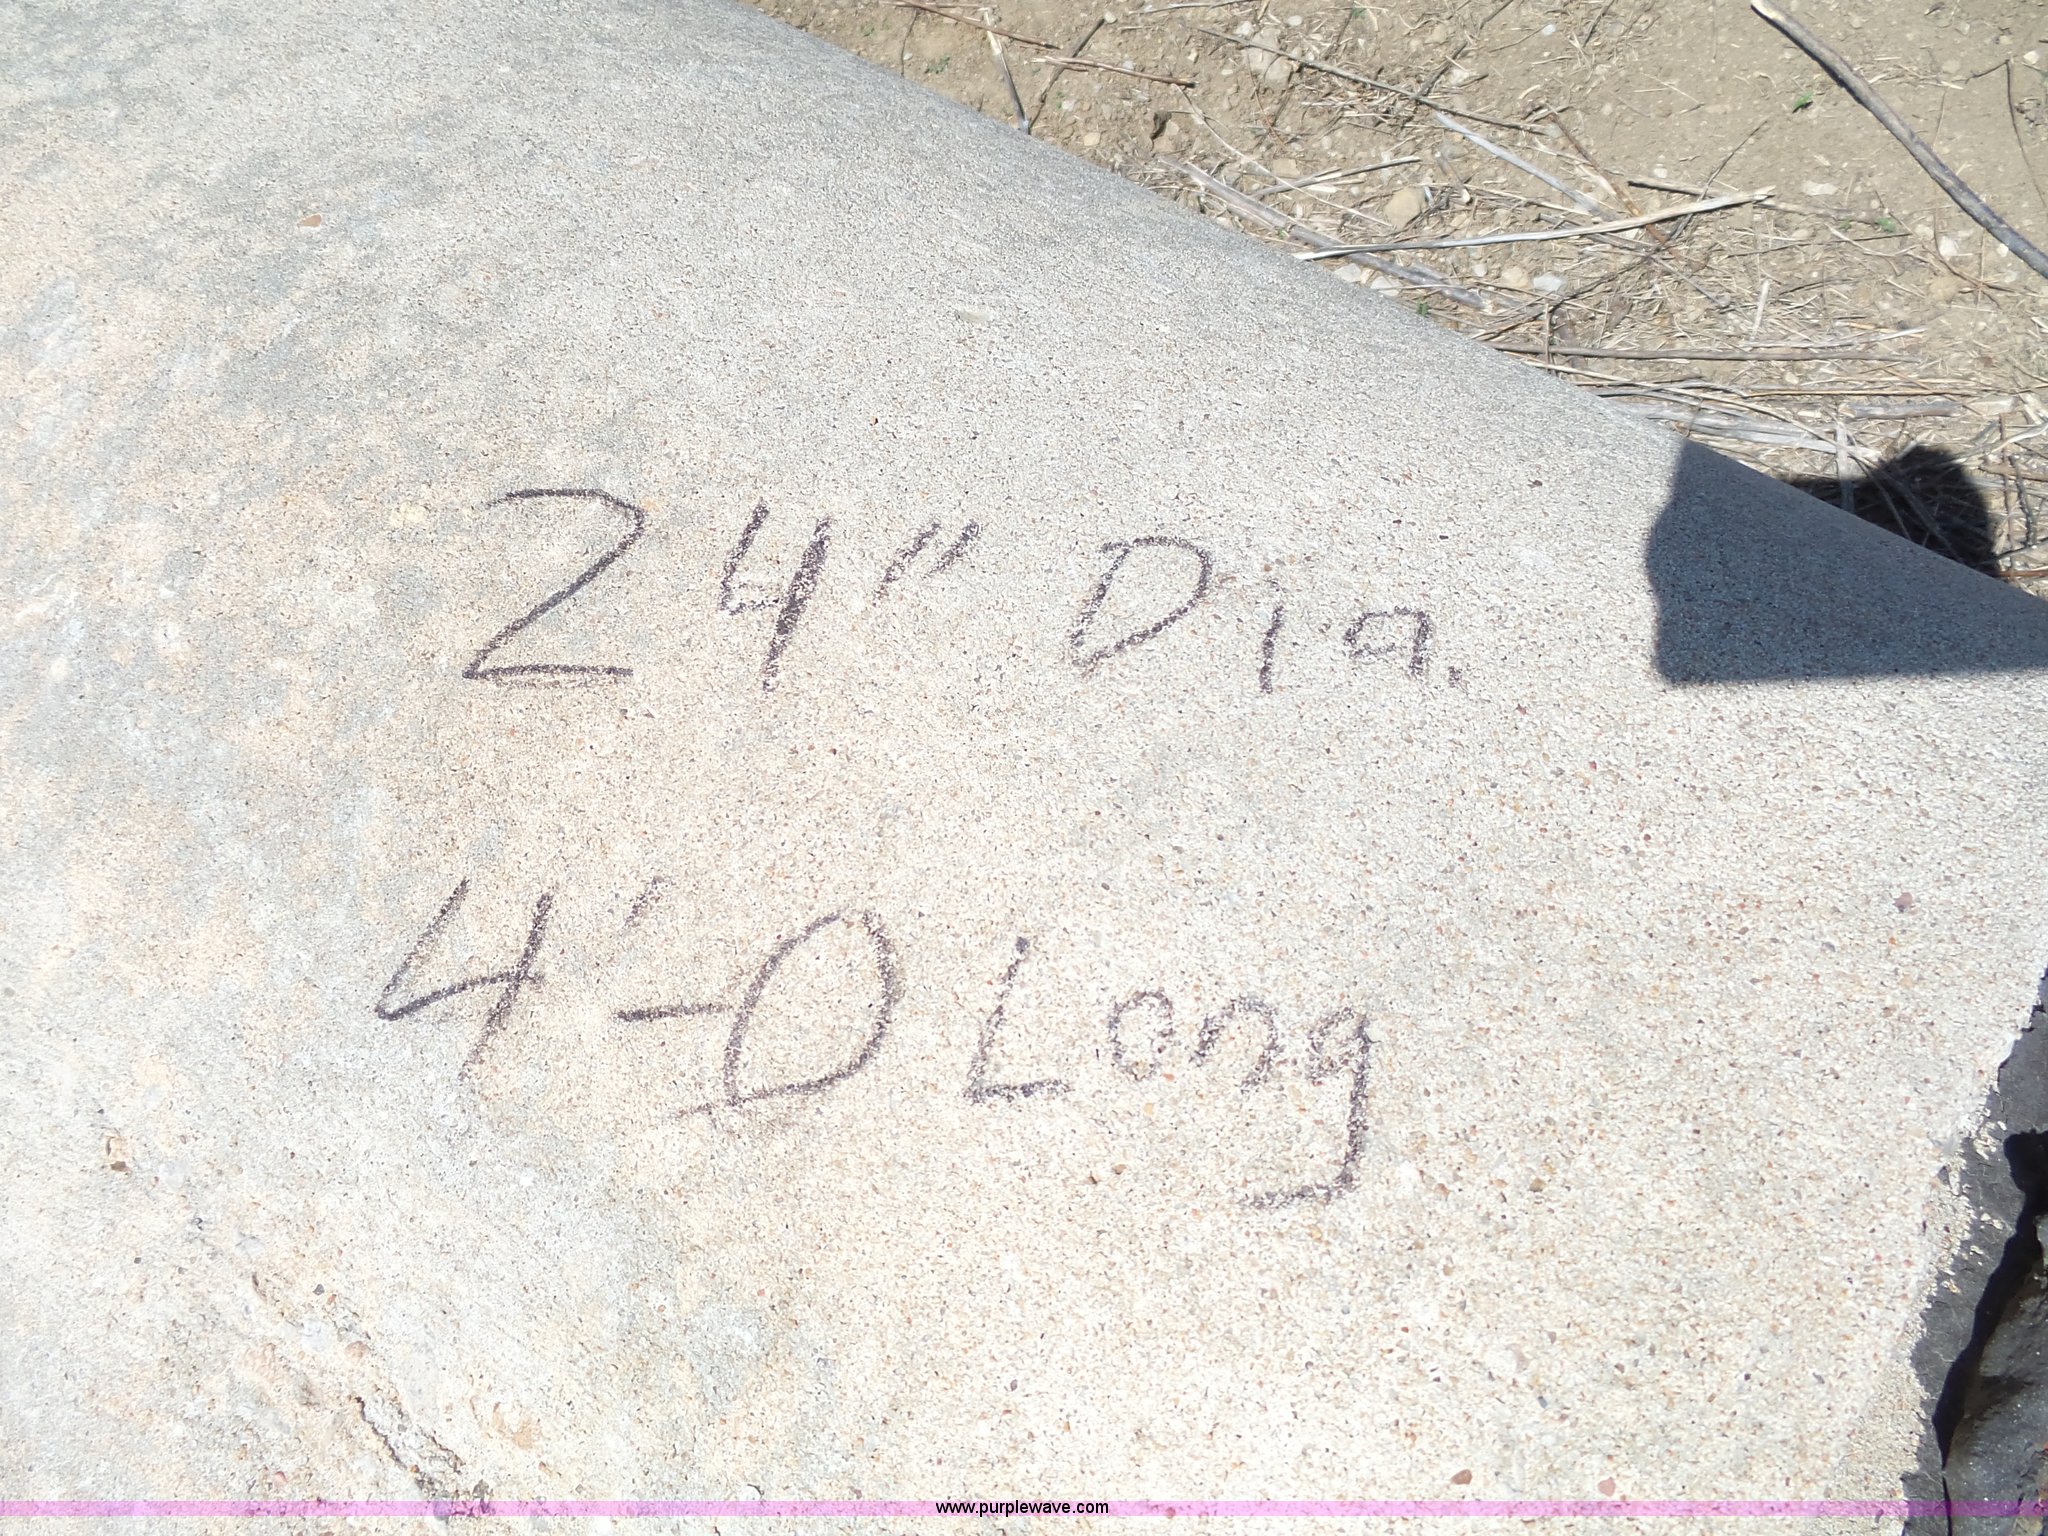 24" Dia.
4'-0 Long
www.purplewave.com